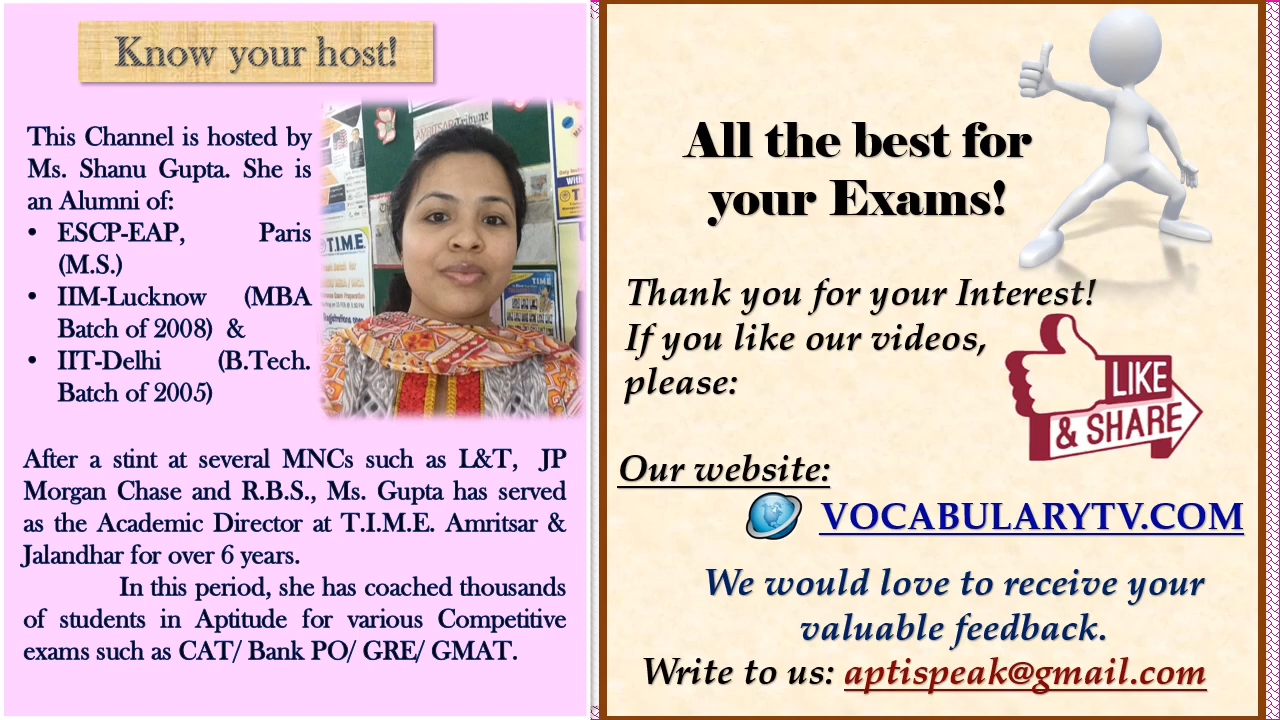 Know your host!
This Channel is hosted by
Ms. Shanu Gupta. She is
an Alumni of:
• ESCP-EAP, Paris
(M.S.)
• IIM-Lucknow (MBA
Batch of 2008) &
• IIT-Delhi (B.Tech.
Batch of 2005)
AMRITSAR Tribune
T.I.M.E.
TIME
After a stint at several MNCs such as L&T, JP
Morgan Chase and R.B.S., Ms. Gupta has served
as the Academic Director at T.I.M.E. Amritsar &
Jalandhar for over 6 years.
In this period, she has coached thousands
of students in Aptitude for various Competitive
exams such as CAT/ Bank PO/ GRE/ GMAT.
All the best for
your Exams!
Thank you for your Interest!
If you like our videos,
please:
LIKE
& SHARE
Our website:
VOCABULARYTV.COM
We would love to receive your
valuable feedback.
Write to us: aptispeak@gmail.com